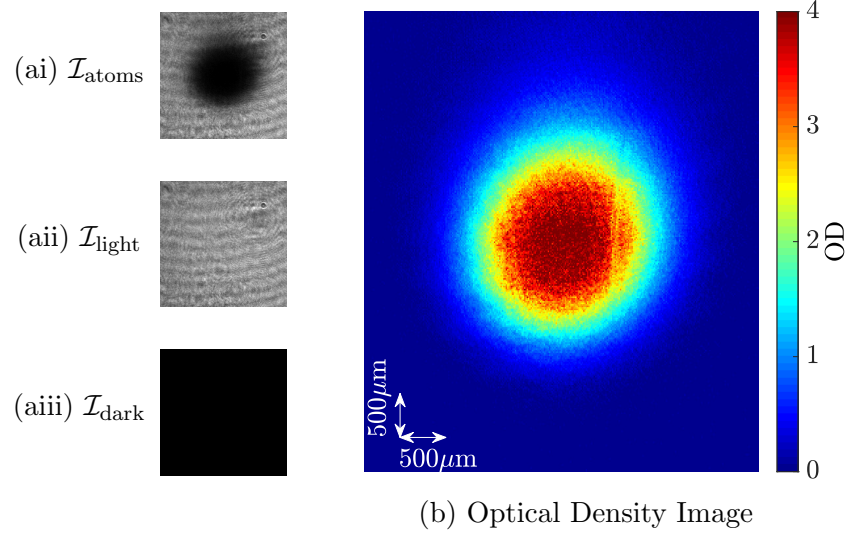 (ai) ℐatoms
(aii) ℐlight
(aiii) ℐdark
500μm
500μm
4
3
2
1
0
OD
(b) Optical Density Image